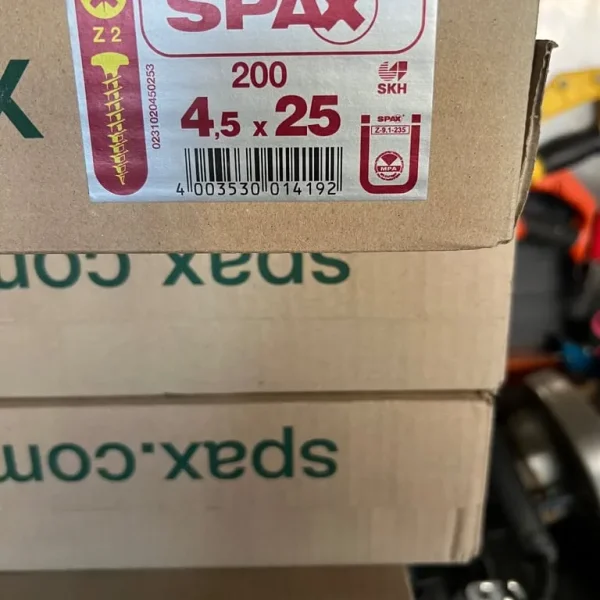 SPAX
Z 2
200
SKH
0231020450253
4,5 x 25
SPAX
Z-9.1-235
MPA
4 003530 014192
X
spax.com
spax.com